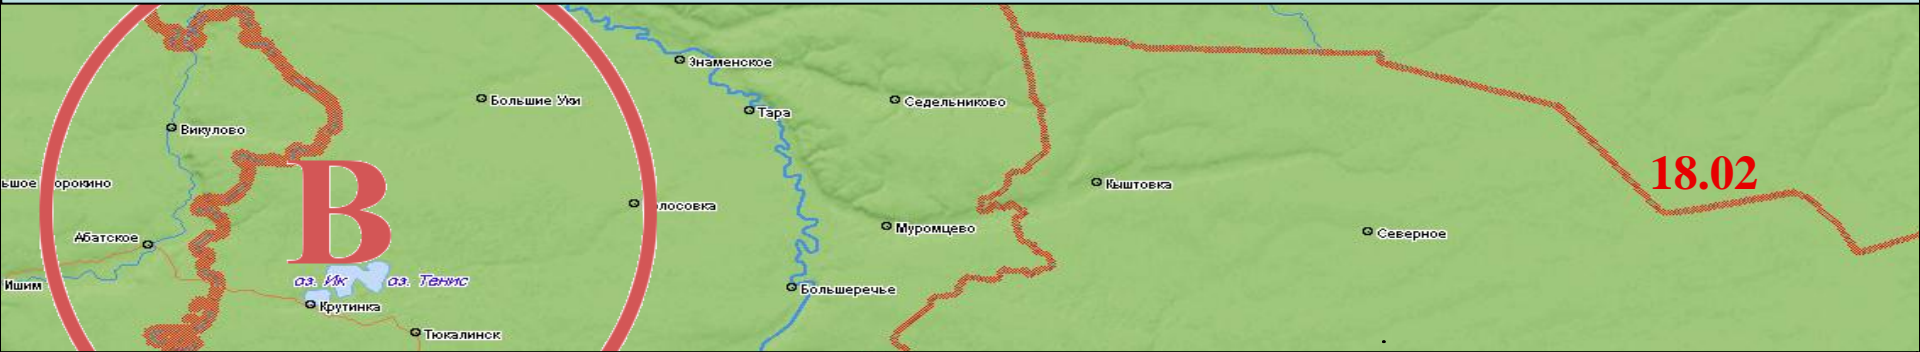 Знаменское
Большие Уки
Седельниково
Тара
Викулово
18.02
В
Кыштовка
лосовка
Муромцево
Северное
Абатское
оз. Ик
оз. Тенис
Ишим
Большеречье
Крутинка
Тюкалинск